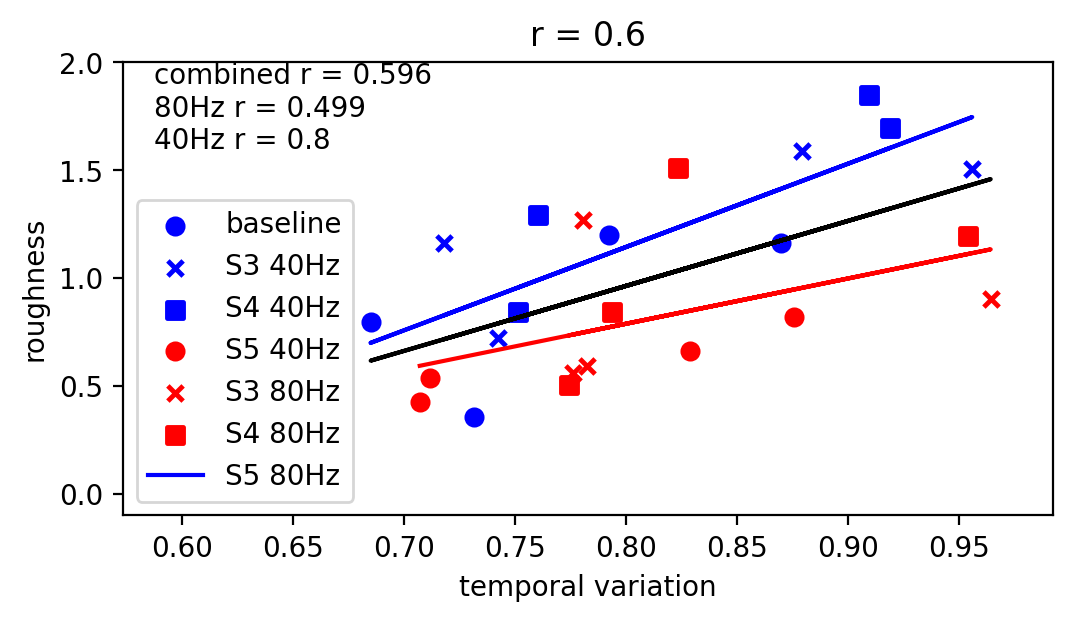 r = 0.6
combined r = 0.596
80Hz r = 0.499
40Hz r = 0.8
baseline
S3 40Hz
S4 40Hz
S5 40Hz
S3 80Hz
S4 80Hz
S5 80Hz
roughness
2.0
1.5
1.0
0.5
0.0
0.60 0.65 0.70 0.75 0.80 0.85 0.90 0.95
temporal variation